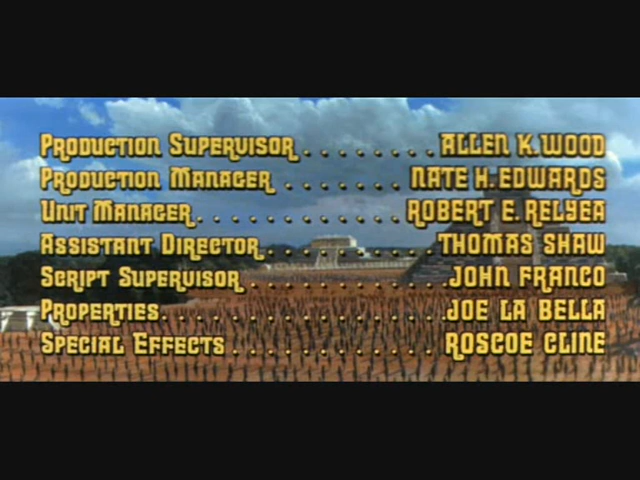 Production Supervisor . . . . . . . . ALLEN K. WOOD
Production Manager . . . . . . . NATE H. EDWARDS
Unit Manager . . . . . . . . . . . . ROBERT E. RELYEA
Assistant Director . . . . . . . . . . THOMAS SHAW
Script Supervisor . . . . . . . . . . . . JOHN FRANCO
Properties . . . . . . . . . . . . . . . . JOE LA BELLA
Special Effects . . . . . . . . . . . . ROSCOE CLINE